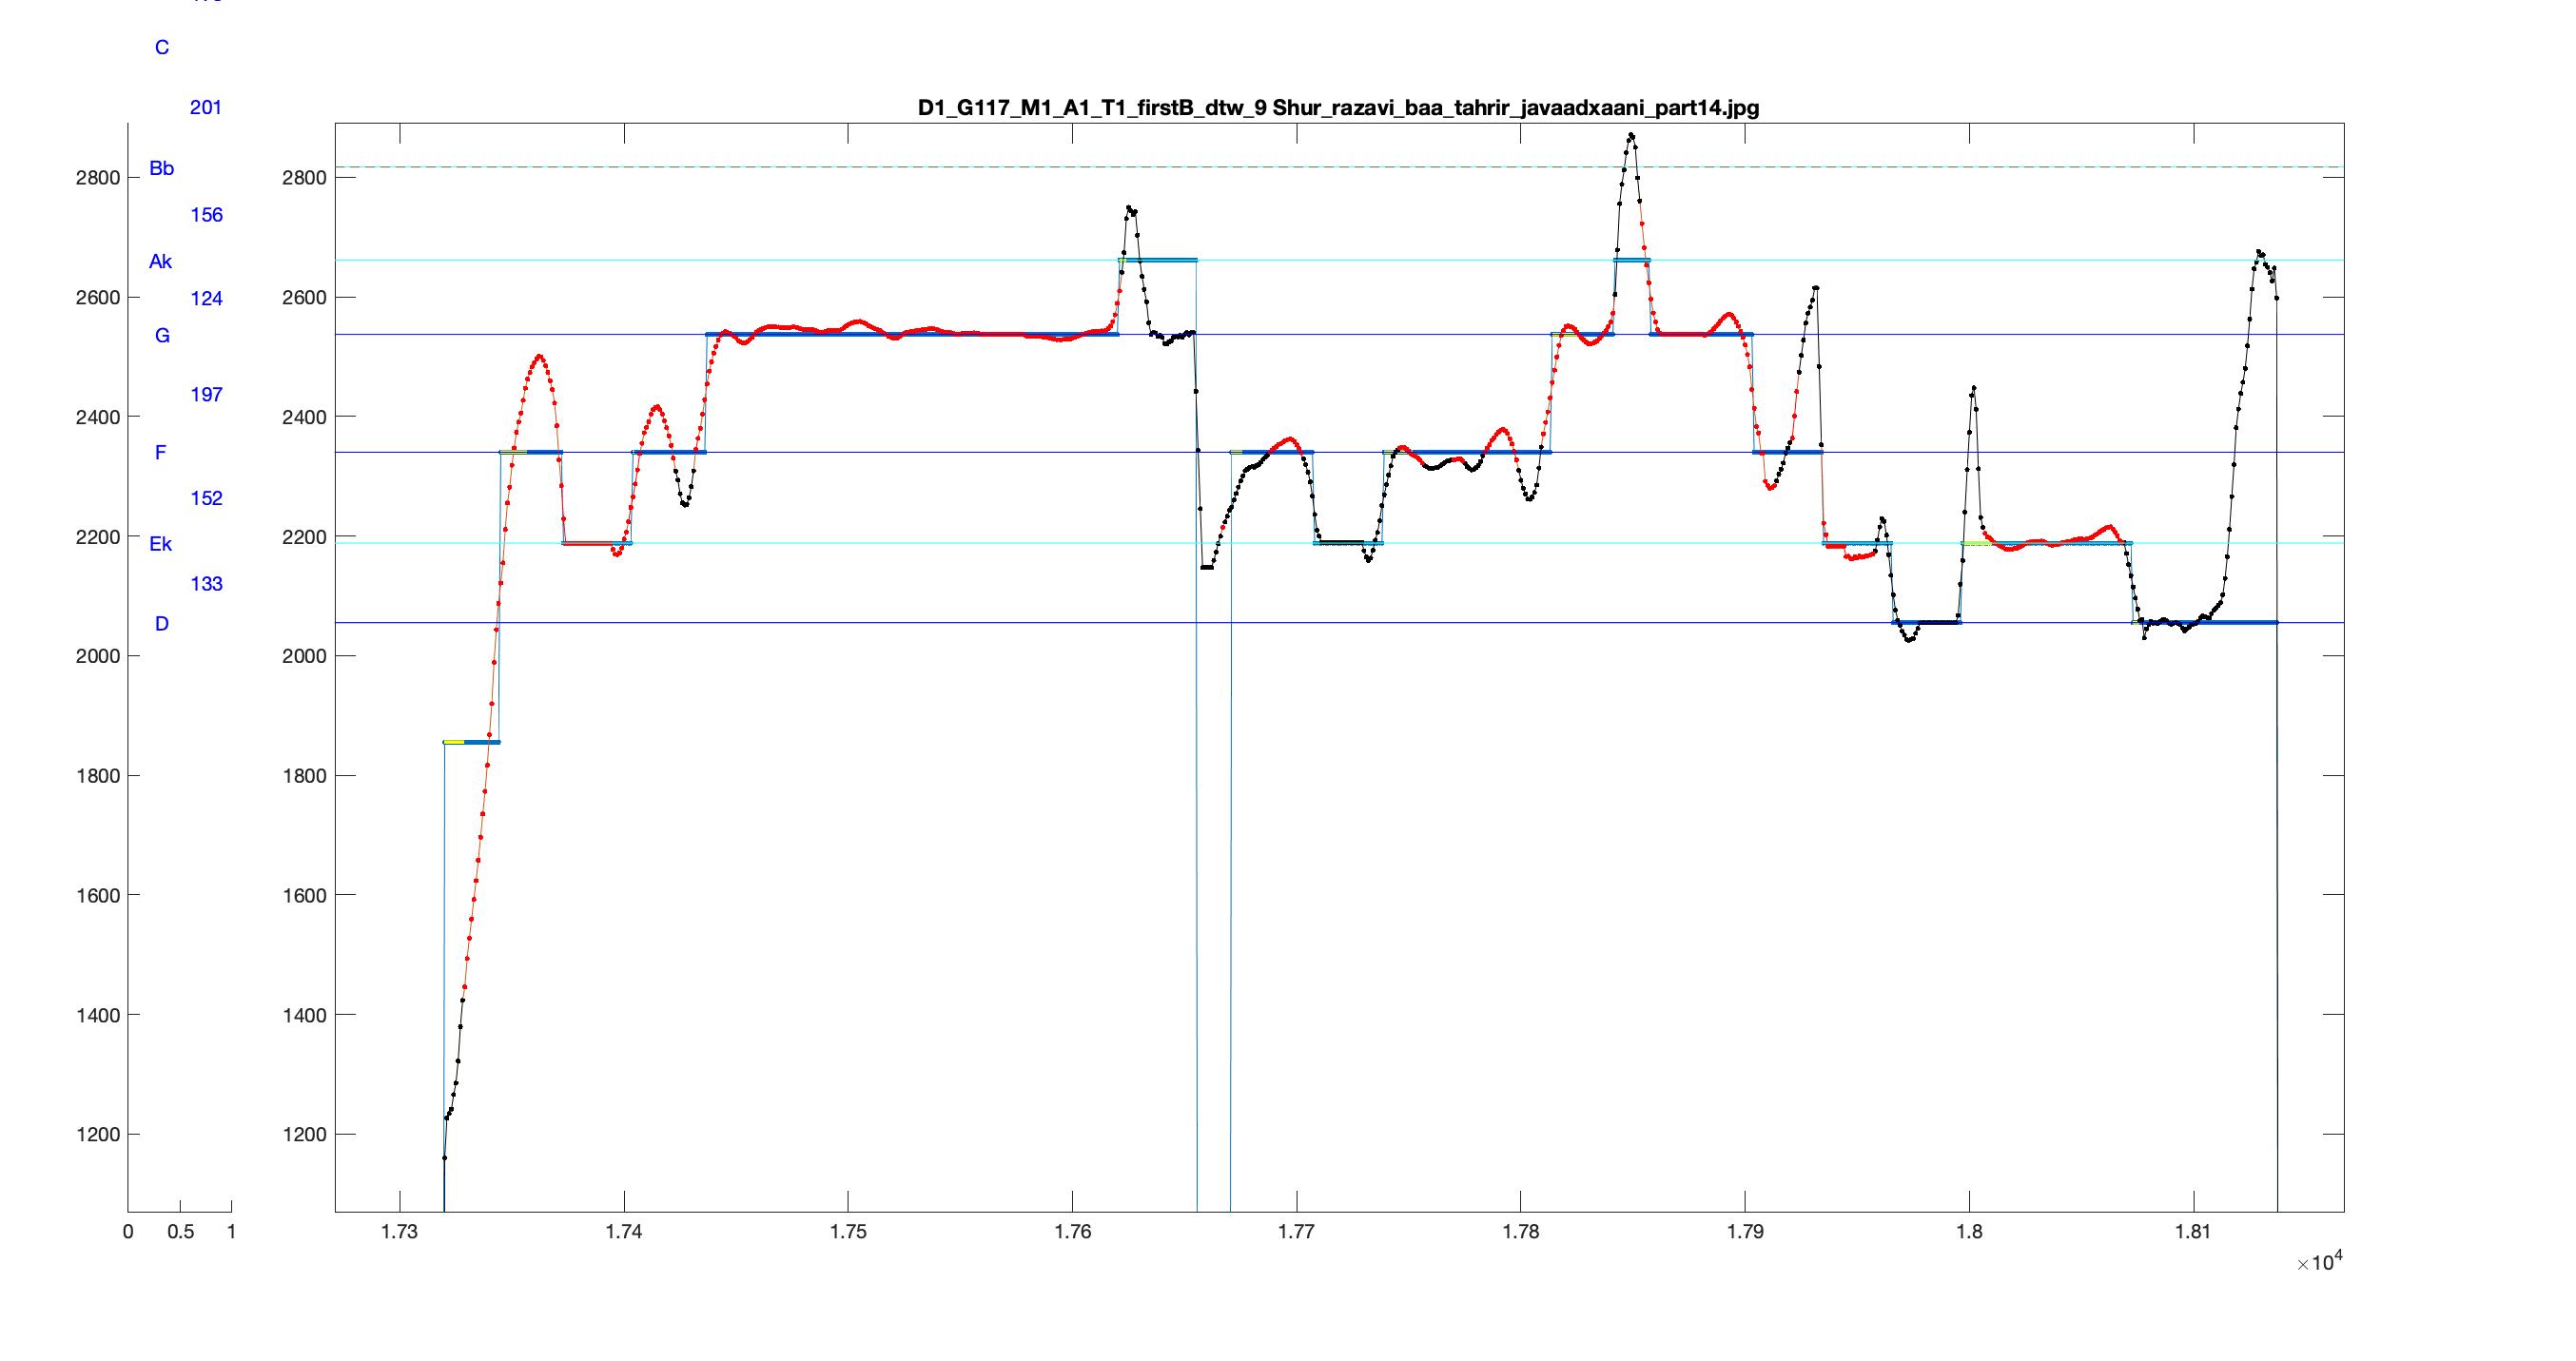 C
201
D1_G117_M1_A1_T1_firstB_dtw_9 Shur_razavi_baa_tahrir_javaadxaani_part14.jpg
2800 Bb 2800
156
Ak
2600 124 2600
G
197
2400 2400
F
152
2200 Ek 2200
133
D
2000 2000
1800 1800
1600 1600
1400 1400
1200 1200
0 0.5 1 1.73 1.74 1.75 1.76 1.77 1.78 1.79 1.8 1.81
×10^4